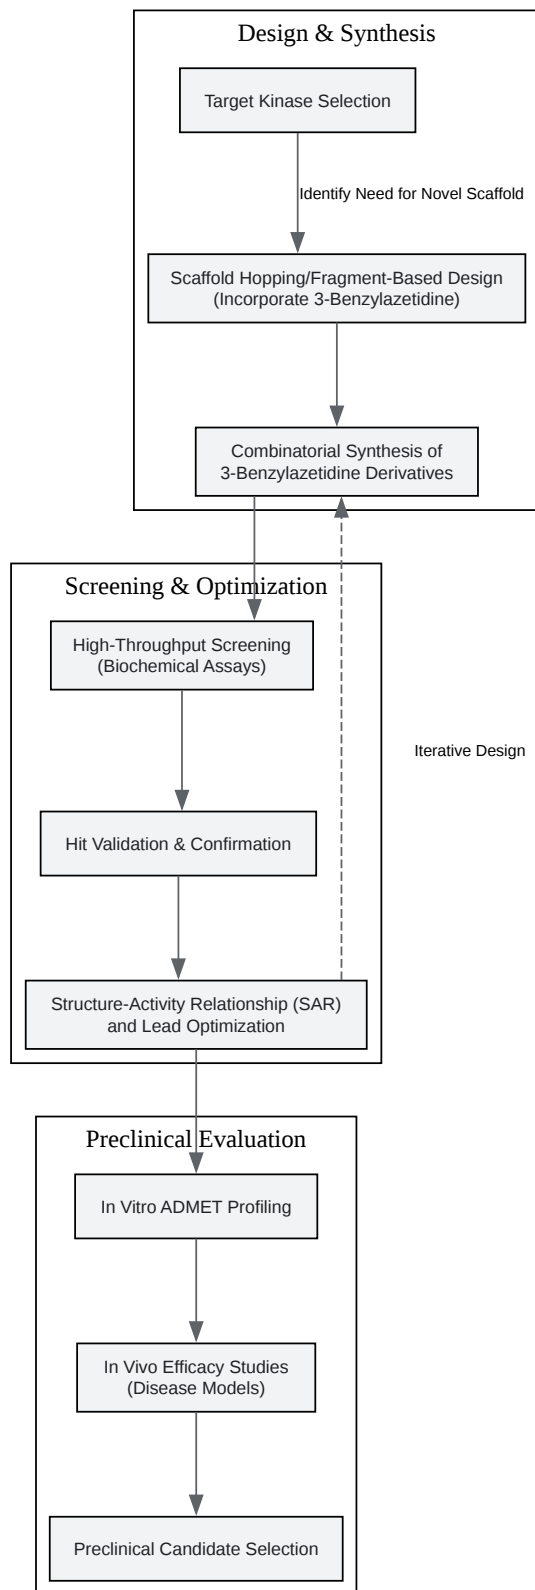 Design & Synthesis
Target Kinase Selection
Identify Need for Novel Scaffold
Scaffold Hopping/Fragment-Based Design
(Incorporate 3-Benzylazetidine)
Combinatorial Synthesis of
3-Benzylazetidine Derivatives
Screening & Optimization
High-Throughput Screening
(Biochemical Assays)
Iterative Design
Hit Validation & Confirmation
Structure-Activity Relationship (SAR)
and Lead Optimization
Preclinical Evaluation
In Vitro ADMET Profiling
In Vivo Efficacy Studies
(Disease Models)
Preclinical Candidate Selection